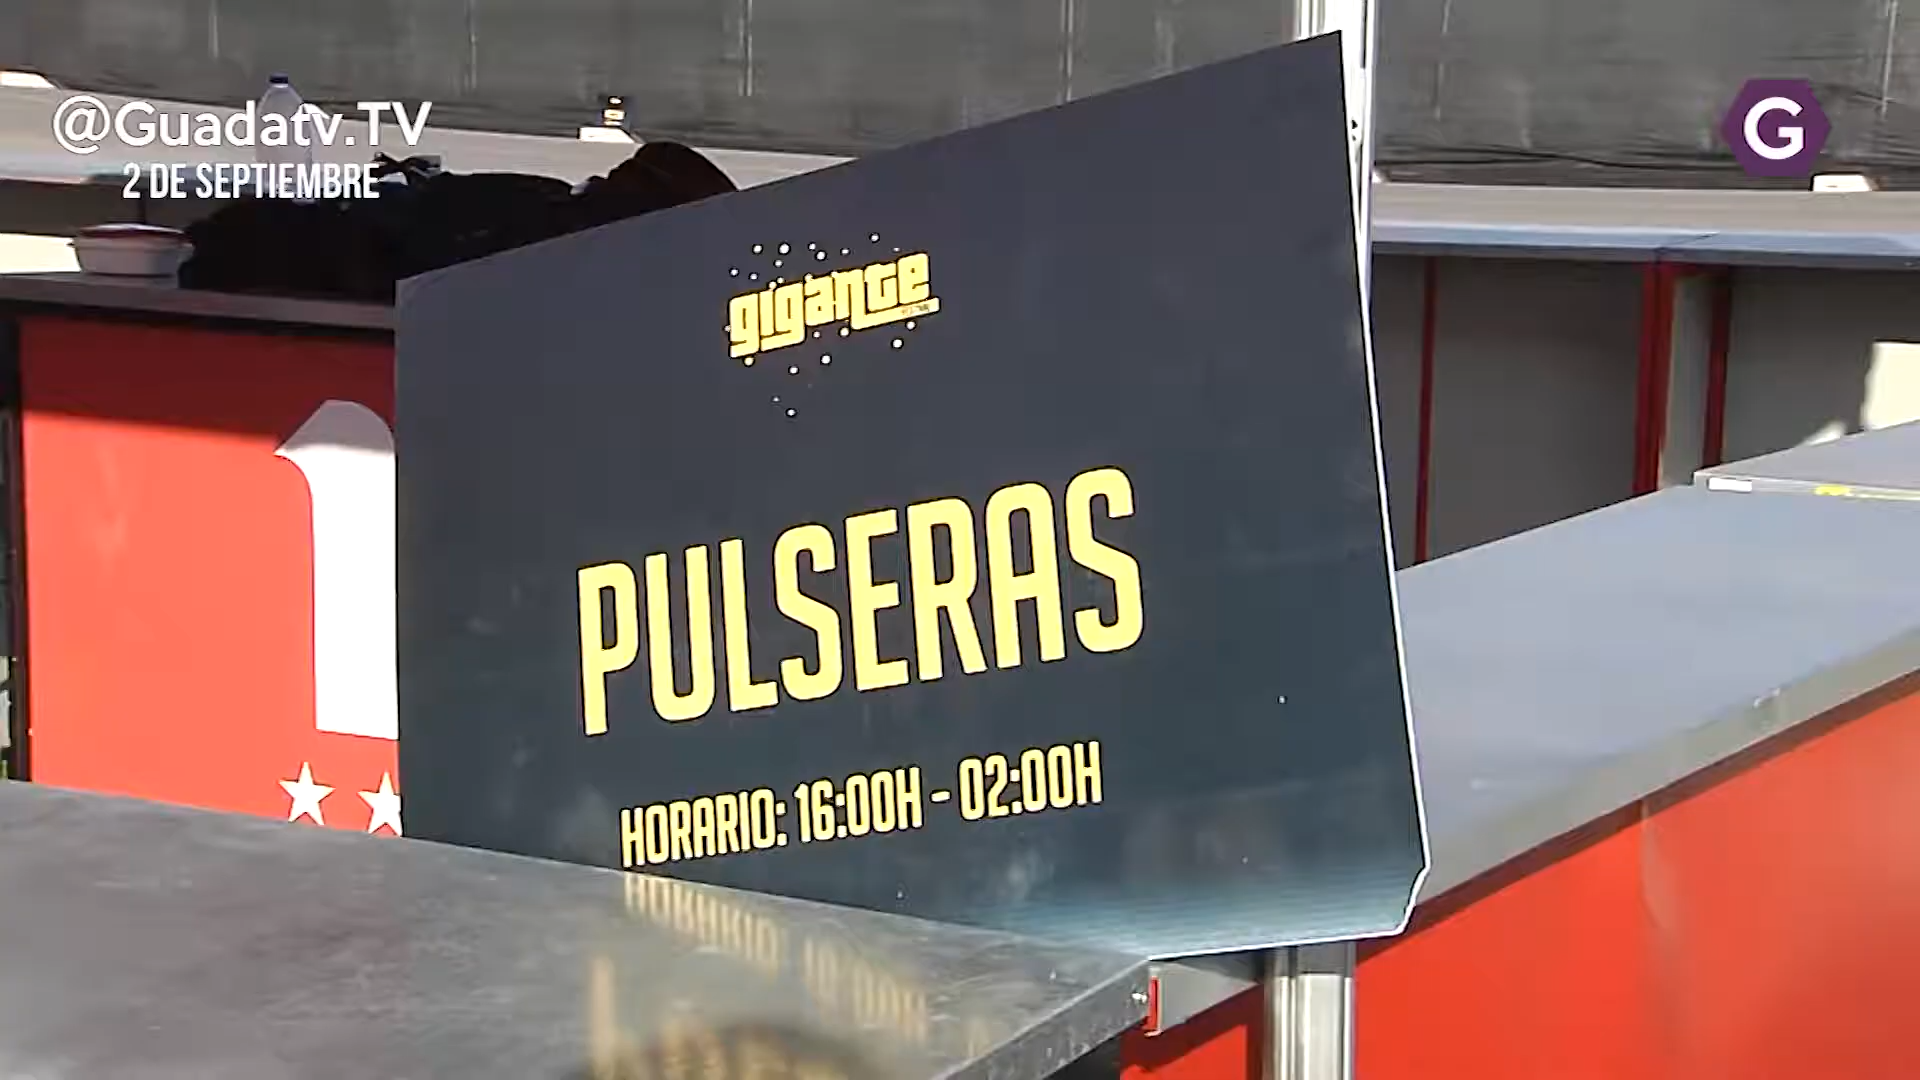 @Guadatv.TV
2 DE SEPTIEMBRE
G
gigante
PULSERAS
HORARIO: 16:00H - 02:00H